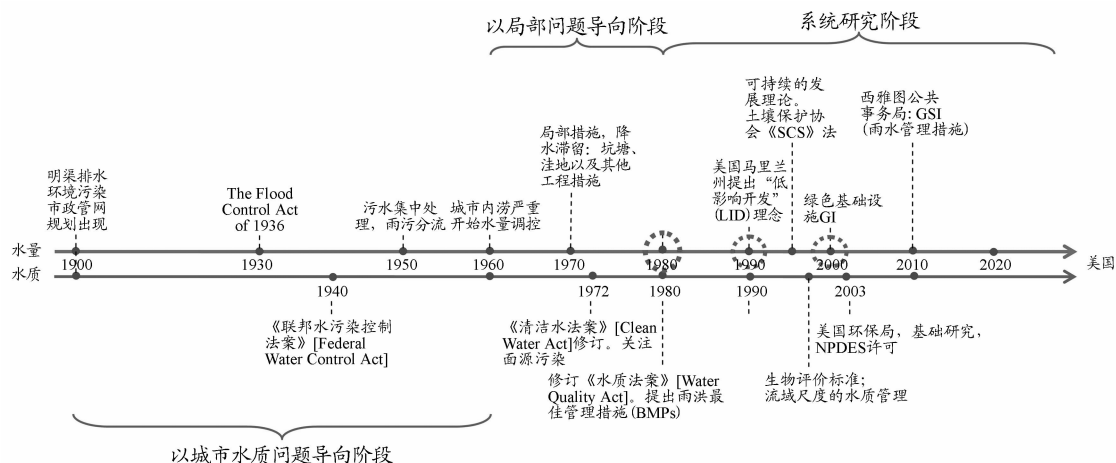 以局部问题导向阶段
系统研究阶段
明渠排水
环境污染
市政管网
规划出现
The Flood
Control Act
of 1936
污水集中处
理，雨污分流
城市内涝严重
开始水量调控
局部措施，降
水滞留：坑塘、
洼地以及其他
工程措施
美国马里兰
州提出“低
影响开发”
(LID)理念
可持续的发
展理论。
土壤保护协
会《SCS》法
绿色基础设
施GI
西雅图公共
事务局：GSI
(雨水管理措施)
水量
1900
1930
1950
1960
1970
1980
1990
2000
2010
2020
水质
美国
1940
1972
1980
1990
2003
《联邦水污染控制
法案》[Federal
Water Control Act]
《清洁水法案》[Clean
Water Act]修订。关注
面源污染
修订《水质法案》[Water
Quality Act]。提出雨洪最
佳管理措施(BMPs)
生物评价标准；
流域尺度的水质管理
美国环保局，基础研究，
NPDES许可
以城市水质问题导向阶段